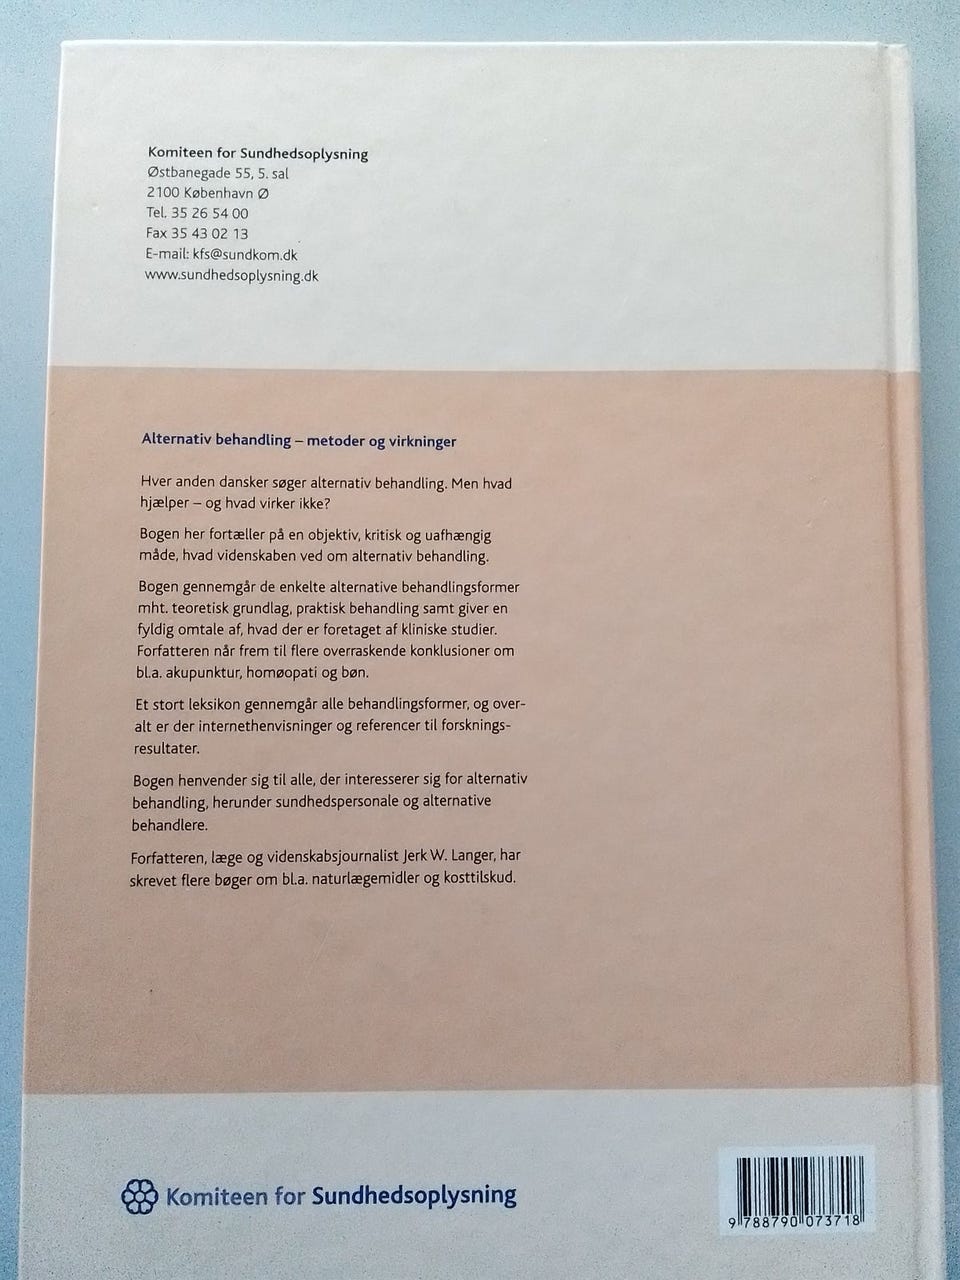 Komiteen for Sundhedsoplysning
Østbanegade 55, 5. sal
2100 København Ø
Tel. 35 26 54 00
Fax 35 43 02 13
E-mail: kfs@sundkom.dk
www.sundhedsoplysning.dk
Alternativ behandling – metoder og virkninger
Hver anden dansker søger alternativ behandling. Men hvad
hjælper – og hvad virker ikke?
Bogen her fortæller på en objektiv, kritisk og uafhængig
måde, hvad videnskaben ved om alternativ behandling.
Bogen gennemgår de enkelte alternative behandlingsformer
mht. teoretisk grundlag, praktisk behandling samt giver en
fyldig omtale af, hvad der er foretaget af kliniske studier.
Forfatteren når frem til flere overraskende konklusioner om
bl.a. akupunktur, homøopati og bøn.
Et stort leksikon gennemgår alle behandlingsformer, og over-
alt er der internethenvisninger og referencer til forsknings-
resultater.
Bogen henvender sig til alle, der interesserer sig for alternativ
behandling, herunder sundhedspersonale og alternative
behandlere.
Forfatteren, læge og videnskabsjournalist Jerk W. Langer, har
skrevet flere bøger om bl.a. naturlægemidler og kosttilskud.
Komiteen for Sundhedsoplysning
9 788790 073718